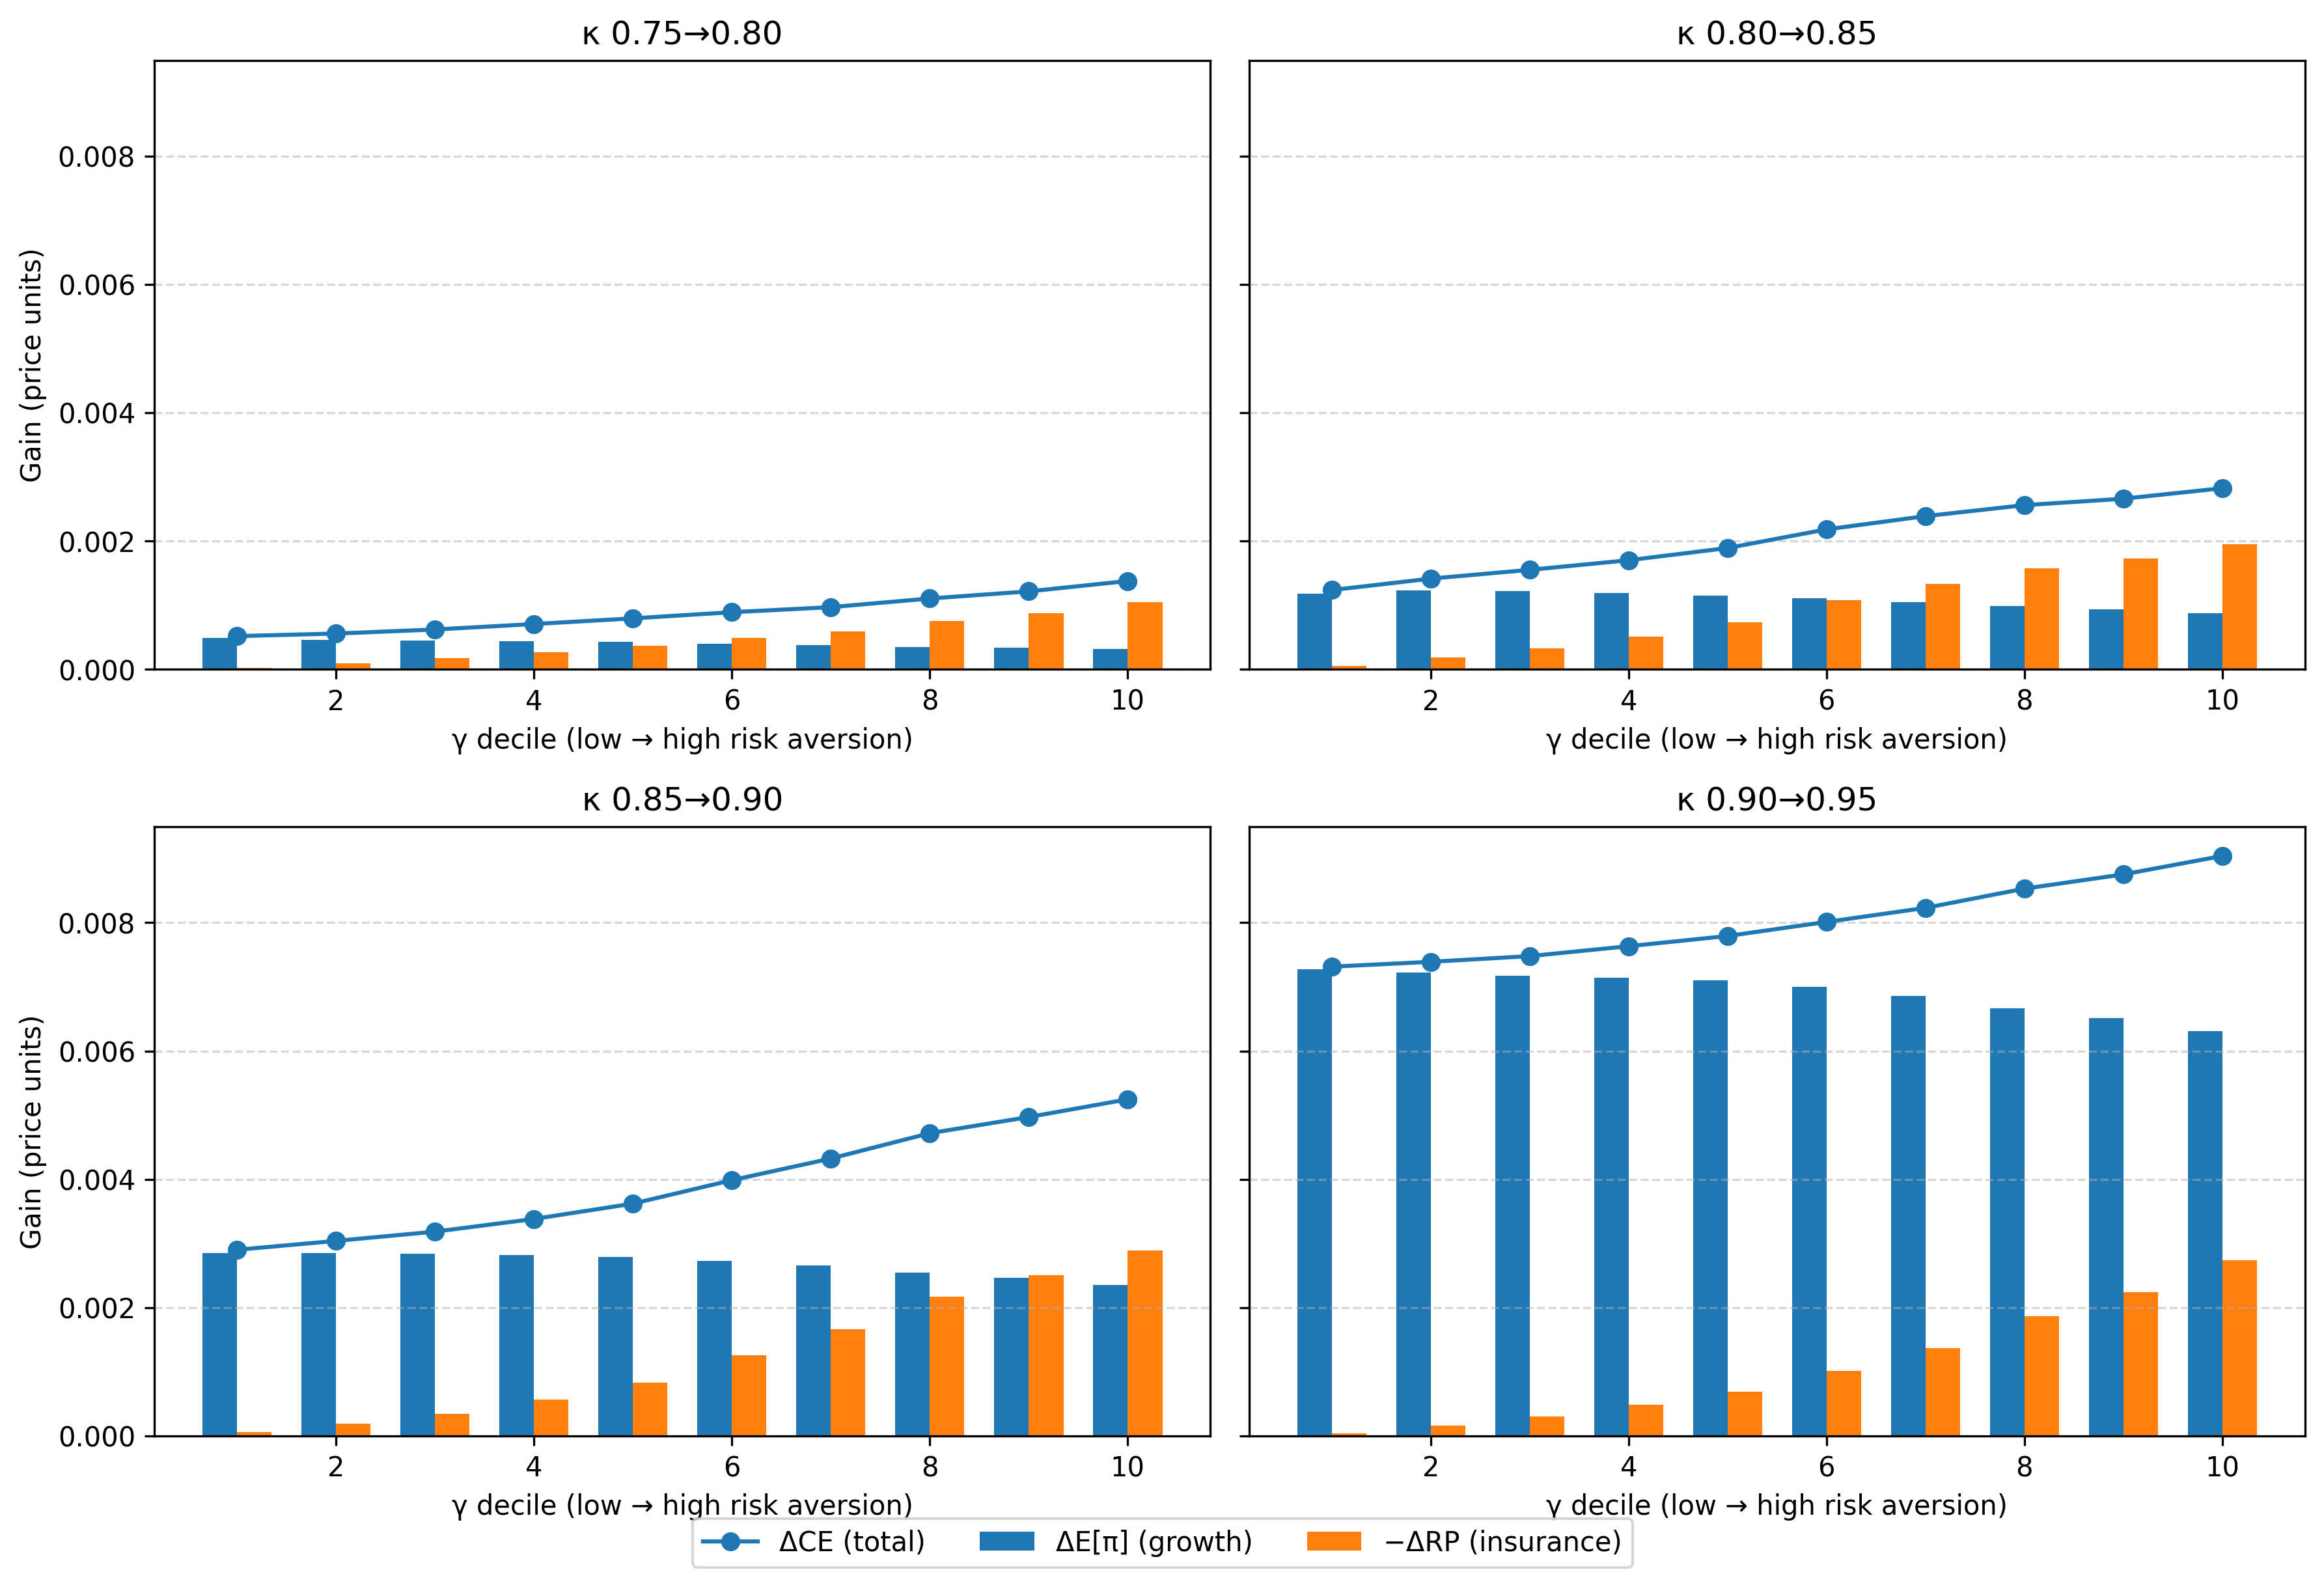 κ 0.75→0.80
κ 0.80→0.85
Gain (price units)
0.008
0.006
0.004
0.002
0.000
2 4 6 8 10
2 4 6 8 10
γ decile (low → high risk aversion)
γ decile (low → high risk aversion)
κ 0.85→0.90
κ 0.90→0.95
Gain (price units)
0.008
0.006
0.004
0.002
0.000
2 4 6 8 10
2 4 6 8 10
γ decile (low → high risk aversion)
γ decile (low → high risk aversion)
ΔCE (total) ΔE[π] (growth) −ΔRP (insurance)